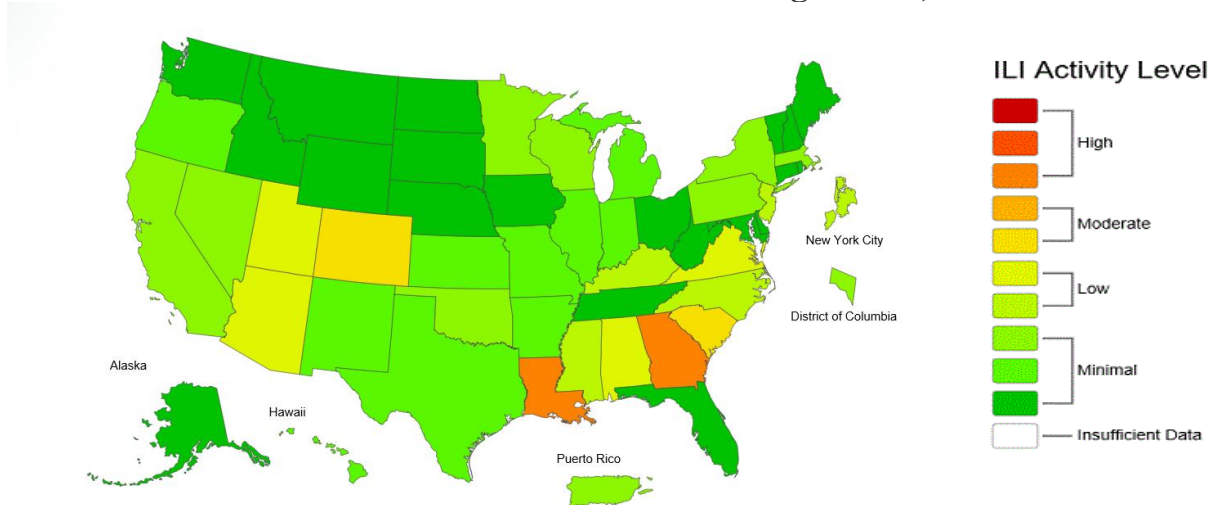 ILI Activity Level
High
Moderate
Low
Minimal
Insufficient Data
New York City
District of Columbia
Alaska
Hawaii
Puerto Rico